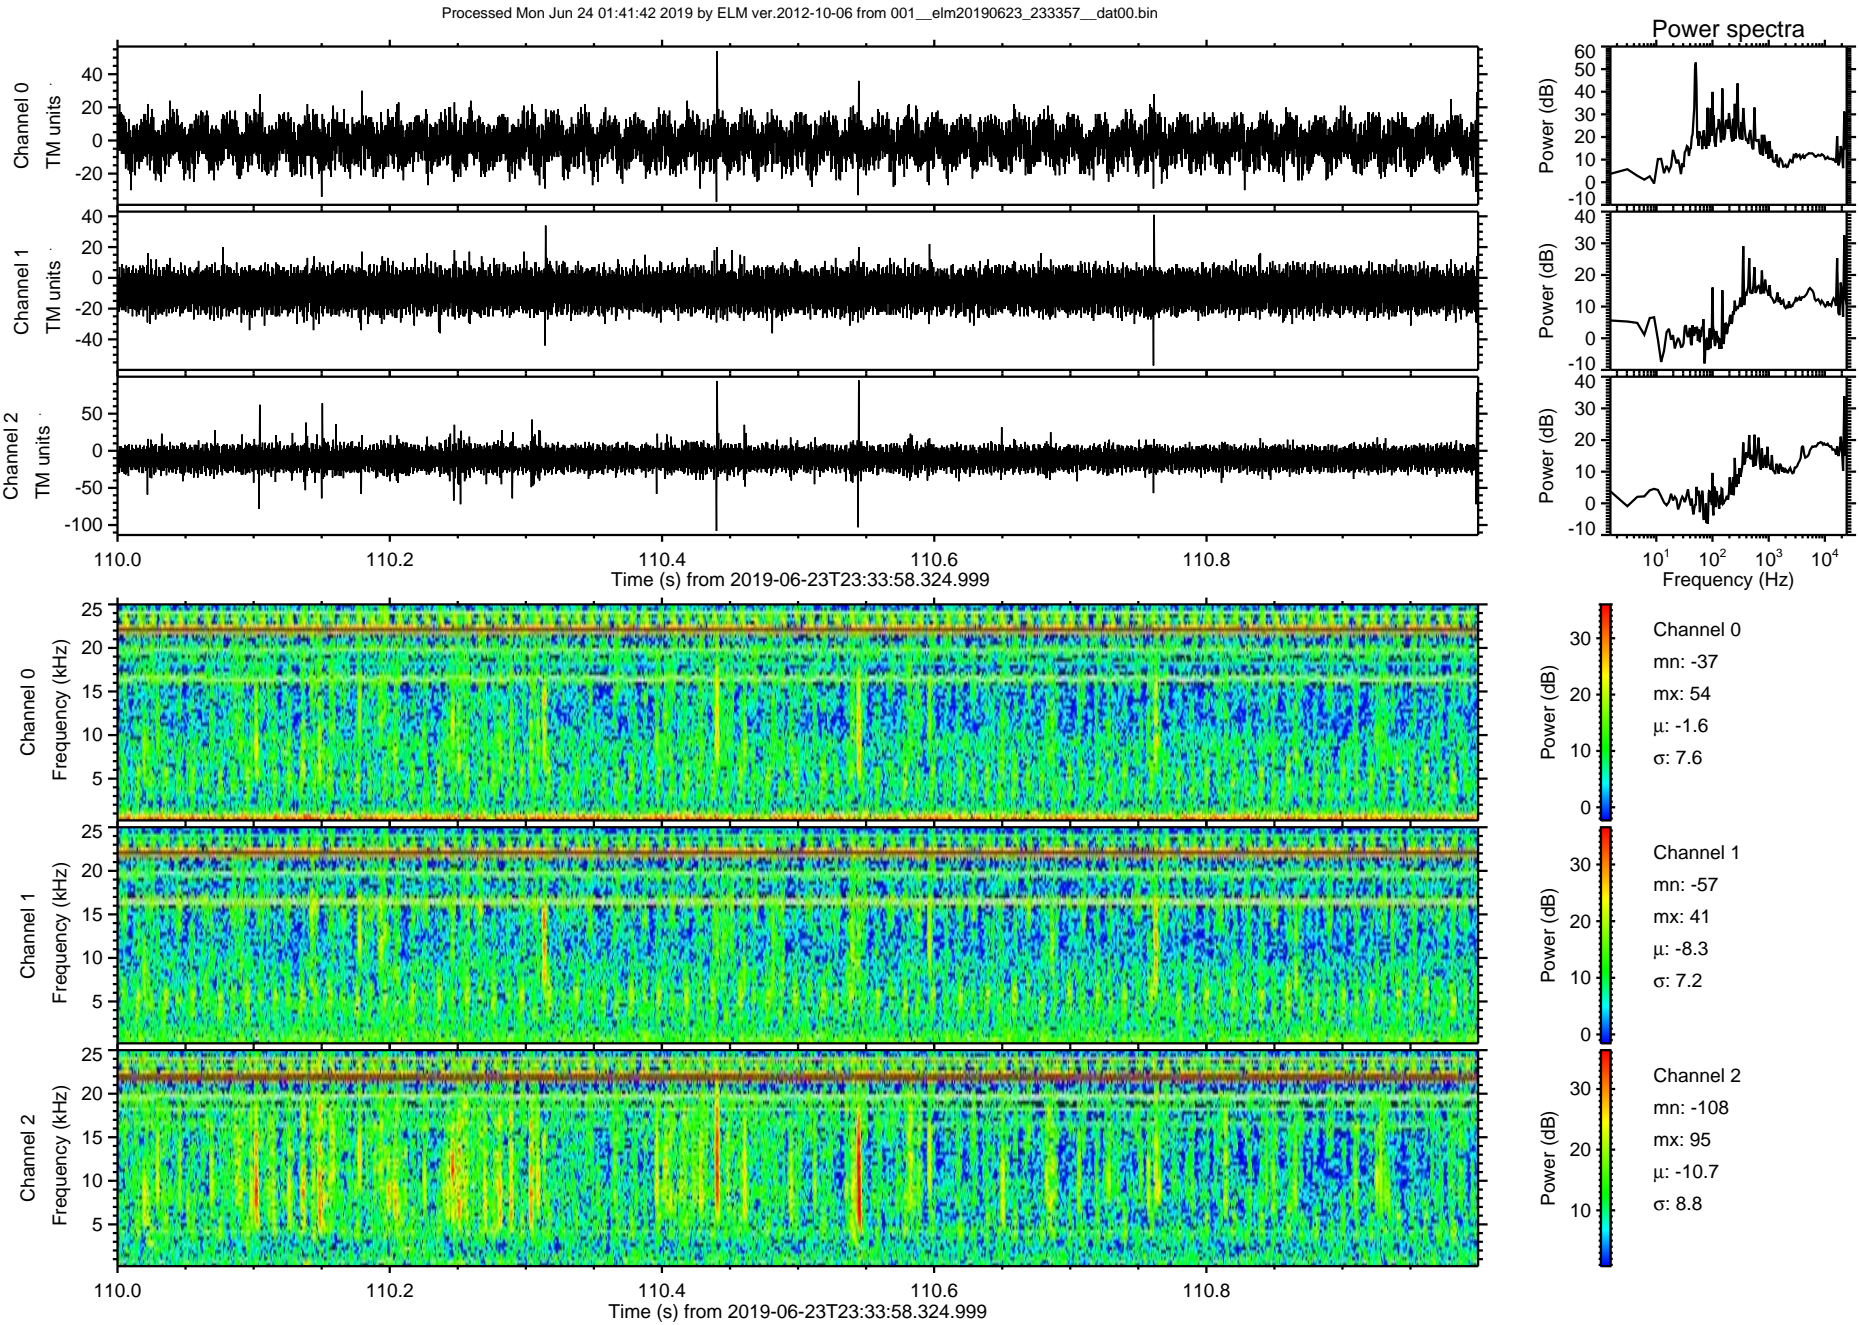 Processed Mon Jun 24 01:41:42 2019 by ELM ver.2012-10-06 from 001__elm20190623_233357__dat00.bin
Power spectra
Channel 0
TM units
40
20
0
-20
Power (dB)
60
50
40
30
20
10
0
-10
Channel 1
TM units
40
20
0
-20
-40
Power (dB)
40
30
20
10
0
-10
Channel 2
TM units
50
0
-50
-100
Power (dB)
40
30
20
10
0
-10
110.0 110.2 110.4 110.6 110.8
Time (s) from 2019-06-23T23:33:58.324.999
10^1 10^2 10^3 10^4
Frequency (Hz)
Channel 0
Frequency (kHz)
25
20
15
10
5
Power (dB)
30
20
10
0
Channel 0
mn: -37
mx: 54
μ: -1.6
σ: 7.6
Channel 1
Frequency (kHz)
25
20
15
10
5
Power (dB)
30
20
10
0
Channel 1
mn: -57
mx: 41
μ: -8.3
σ: 7.2
Channel 2
Frequency (kHz)
25
20
15
10
5
Power (dB)
30
20
10
Channel 2
mn: -108
mx: 95
μ: -10.7
σ: 8.8
110.0 110.2 110.4 110.6 110.8
Time (s) from 2019-06-23T23:33:58.324.999